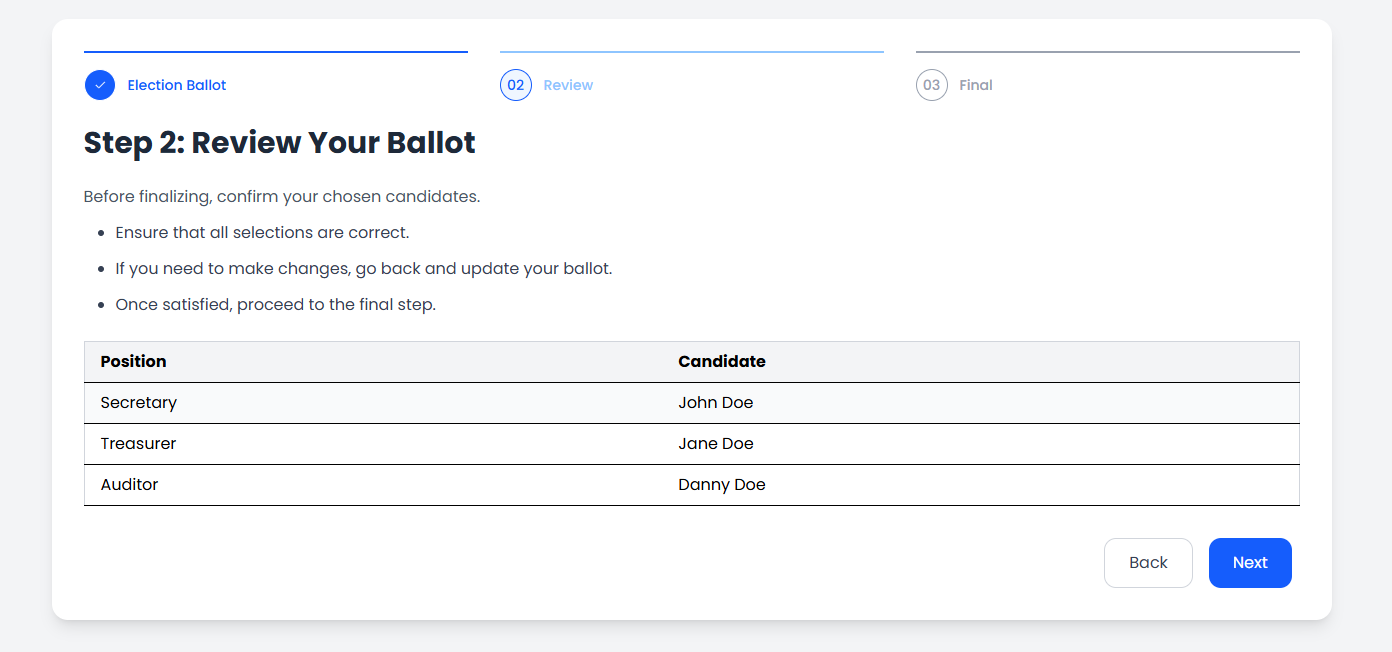 Election Ballot
02 Review
03 Final
Step 2: Review Your Ballot
Before finalizing, confirm your chosen candidates.
Ensure that all selections are correct.
If you need to make changes, go back and update your ballot.
Once satisfied, proceed to the final step.
Position Candidate
Secretary John Doe
Treasurer Jane Doe
Auditor Danny Doe
Back Next